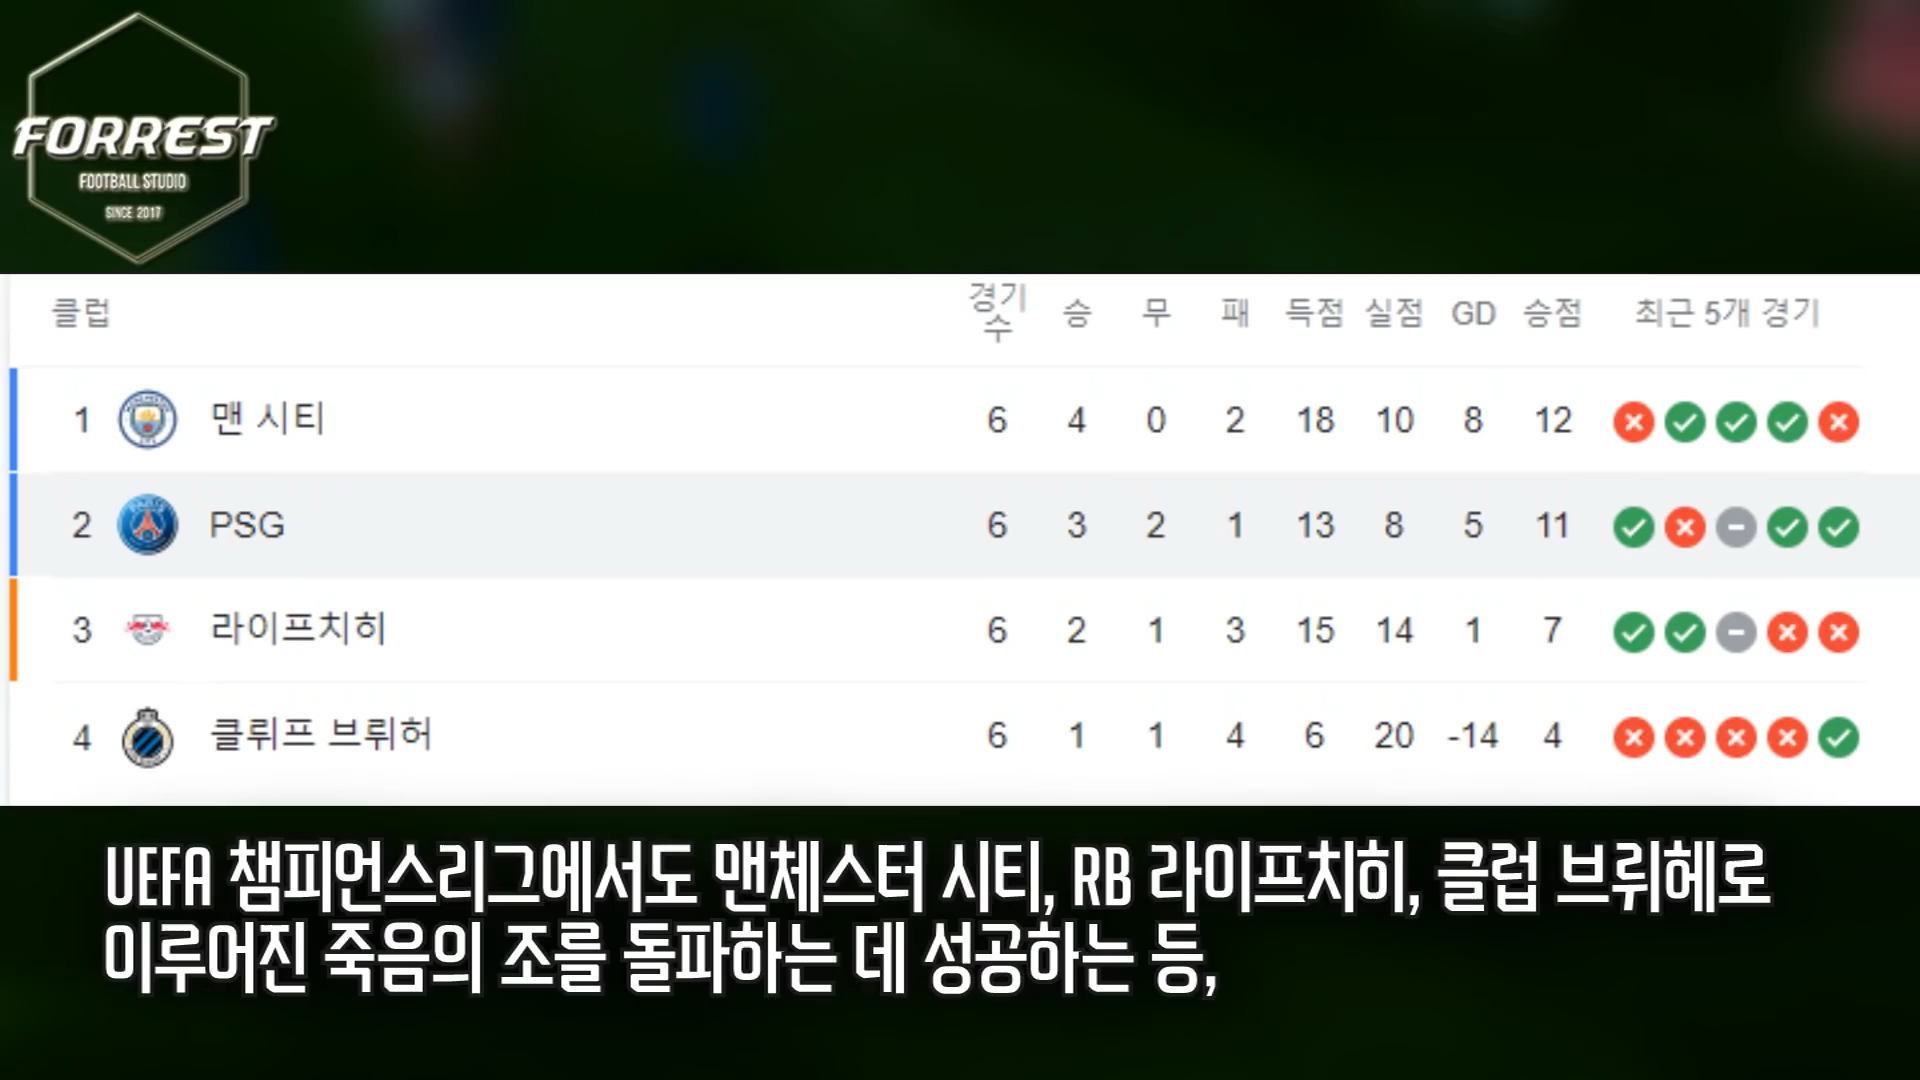 FORREST
FOOTBALL STUDIO
SINCE 2017
클럽 경기수 승 무 패 득점 실점 GD 승점 최근 5개 경기
1 맨 시티 6 4 0 2 18 10 8 12
2 PSG 6 3 2 1 13 8 5 11
3 라이프치히 6 2 1 3 15 14 1 7
4 클뤼프 브뤼허 6 1 1 4 6 20 -14 4
UEFA 챔피언스리그에서도 맨체스터 시티, RB 라이프치히, 클럽 브뤼헤로
이루어진 죽음의 조를 돌파하는 데 성공하는 등,